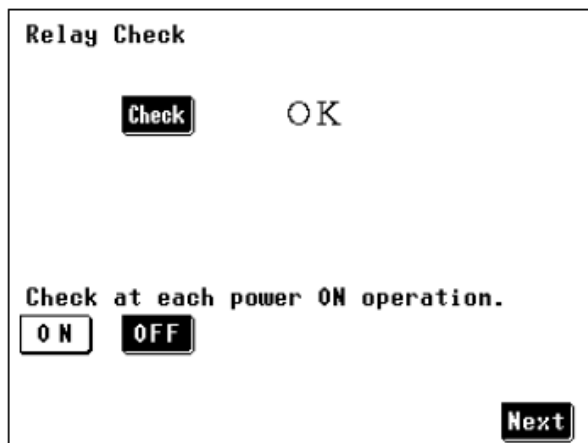 Relay Check
Check OK
Check at each power ON operation.
ON OFF
Next